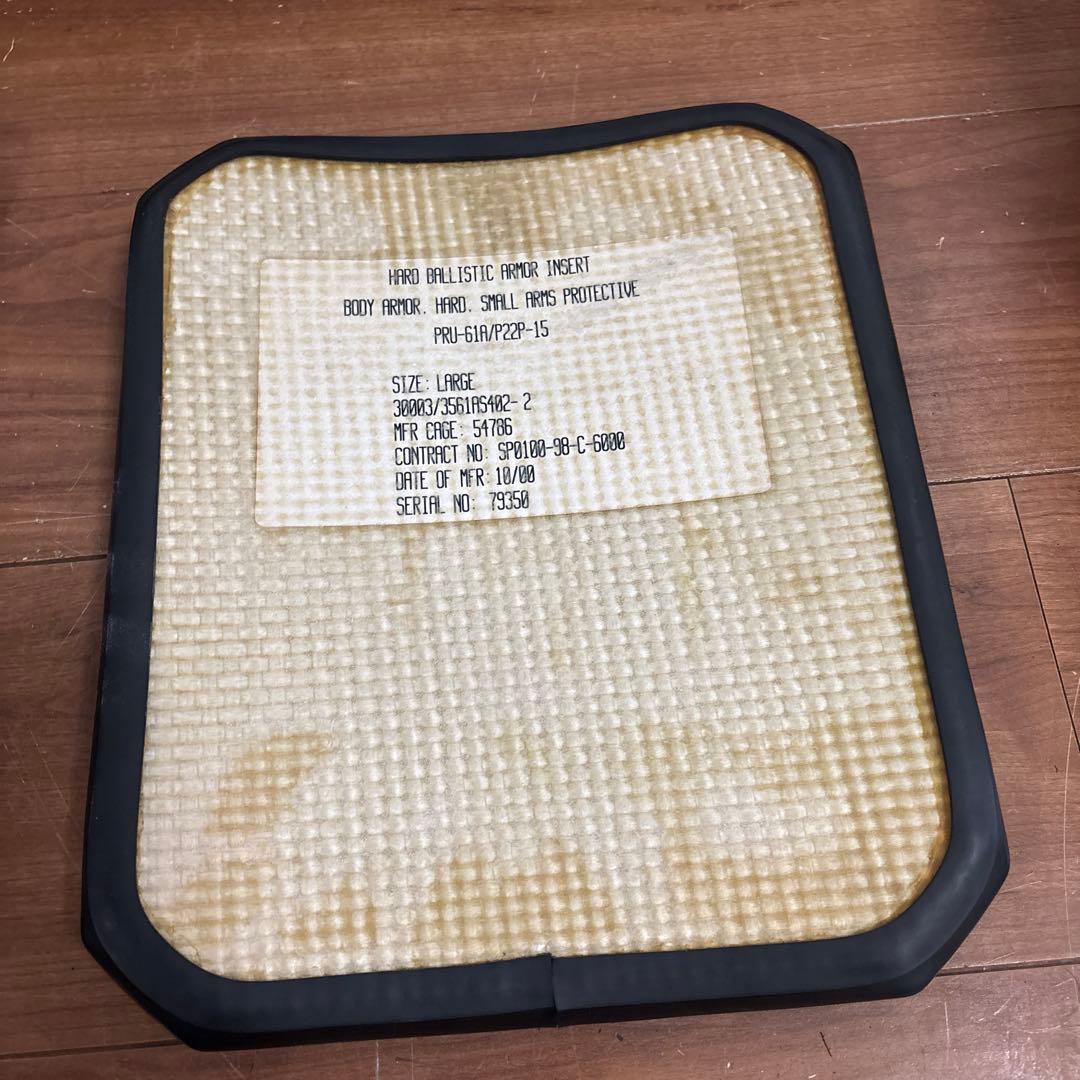 HARD BALLISTIC ARMOR INSERT
BODY ARMOR, HARD, SMALL ARMS PROTECTIVE
PRU-61A/P22P-15
SIZE: LARGE
30003/3561AS402- 2
MFR CAGE: 54786
CONTRACT NO: SP0100-98-C-6000
DATE OF MFR: 10/00
SERIAL NO: 79350